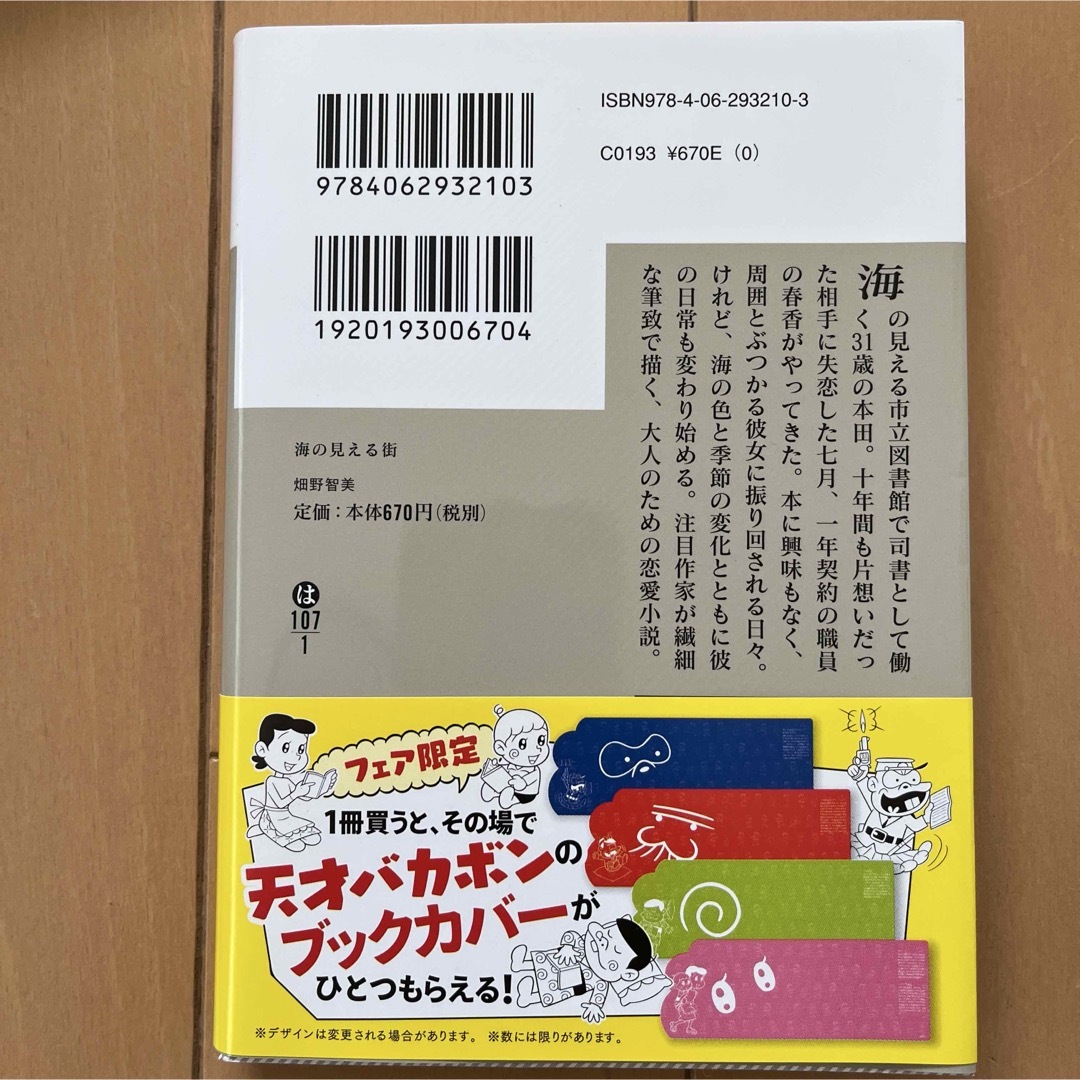 ISBN978-4-06-293210-3
C0193 ¥670E (0)
9784062932103
1920193006704
海の見える市立図書館で司書として働
く31歳の本田。十年間も片想いだっ
た相手に失恋した七月、一年契約の職員
の春香がやってきた。本に興味もなく、
周囲とぶつかる彼女に振り回される日々。
けれど、海の色と季節の変化とともに彼
の日常も変わり始める。注目作家が繊細
な筆致で描く、大人のための恋愛小説。
海の見える街
畑野智美
定価:本体670円(税別)
は
107
1
フェア限定
1冊買うと、その場で
天才バカボンの
ブックカバーが
ひとつもらえる!
※デザインは変更される場合があります。 ※数には限りがあります。